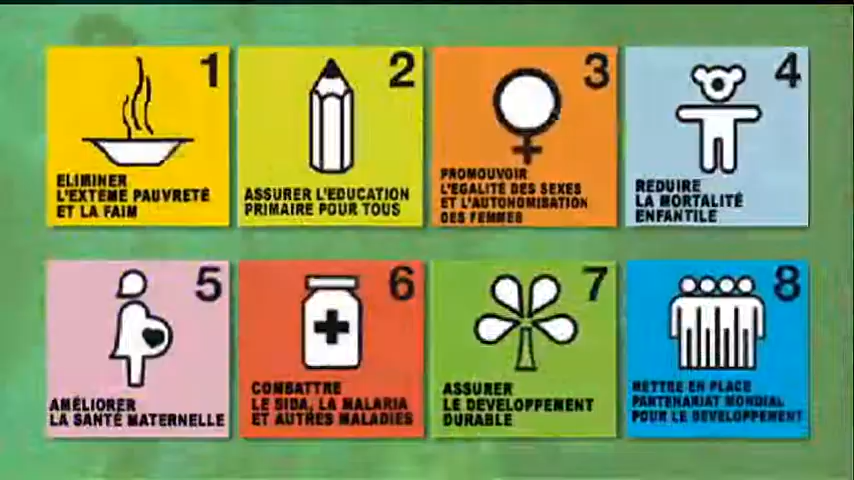 1
ELIMINER
L'EXTEME PAUVRETÉ
ET LA FAIM
2
ASSURER L'EDUCATION
PRIMAIRE POUR TOUS
3
PROMOUVOIR
L'EGALITÉ DES SEXES
ET L'AUTONOMISATION
DES FEMMES
4
REDUIRE
LA MORTALITÉ
ENFANTILE
5
AMÉLIORER
LA SANTÉ MATERNELLE
6
COMBATTRE
LE SIDA, LA MALARIA
ET AUTRES MALADIES
7
ASSURER
LE DEVELOPPEMENT
DURABLE
8
METTRE EN PLACE
PARTENARIAT MONDIAL
POUR LE DEVELOPPEMENT